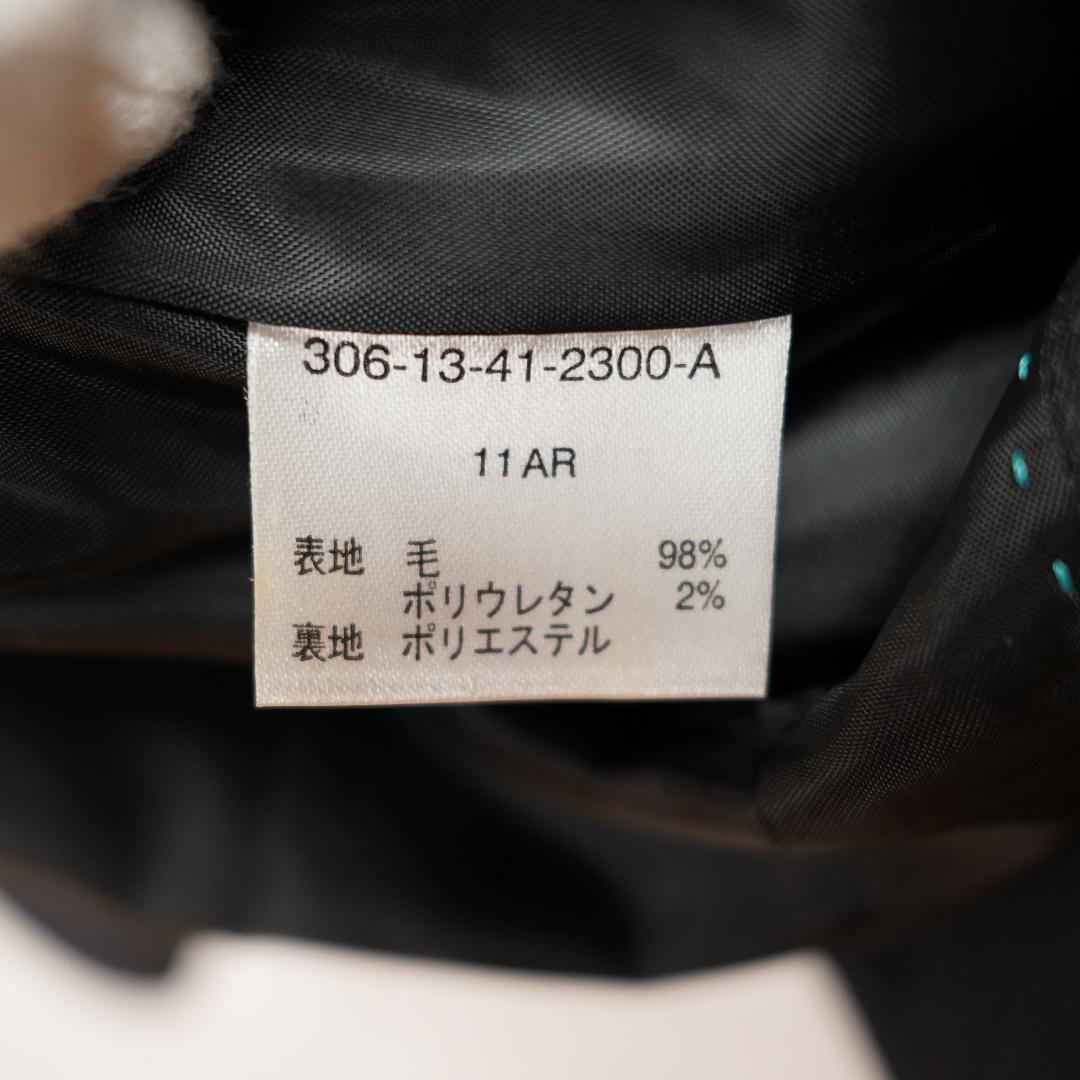 306-13-41-2300-A
11AR
表地 毛 98%
ポリウレタン 2%
裏地 ポリエステル